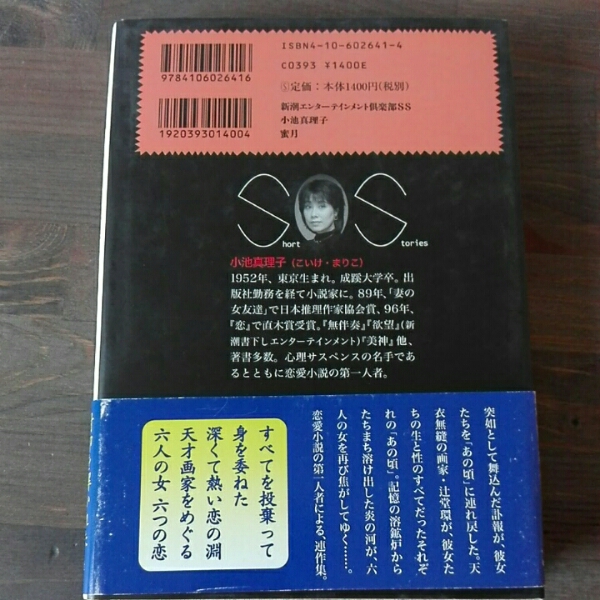 ISBN4-10-602641-4
C0393 ¥1400E
Ⓢ定価：本体1400円(税別)
9784106026416
1920393014004
新潮エンターテインメント倶楽部SS
小池真理子
蜜月
Short Stories
小池真理子（こいけ・まりこ）
1952年、東京生まれ。成蹊大学卒。出
版社勤務を経て小説家に。89年、「妻の
女友達」で日本推理作家協会賞、96年、
『恋』で直木賞受賞。『無伴奏』『欲望』(新
潮書下しエンターテインメント)『美神』他、
著書多数。心理サスペンスの名手であ
るとともに恋愛小説の第一人者。
突如として舞込んだ訃報が、彼女
たちを「あの頃」に連れ戻した。天
衣無縫の画家・辻堂環が、彼女た
ちの生と性のすべてだったそれぞ
れの「あの頃」。記憶の溶鉱炉から
たちまち溶け出した炎の河が、六
人の女を再び焦がしてゆく……。
恋愛小説の第一人者による、連作集。
すべてを投棄って
身を委ねた
深くて熱い恋の淵
天才画家をめぐる
六人の女 六つの恋